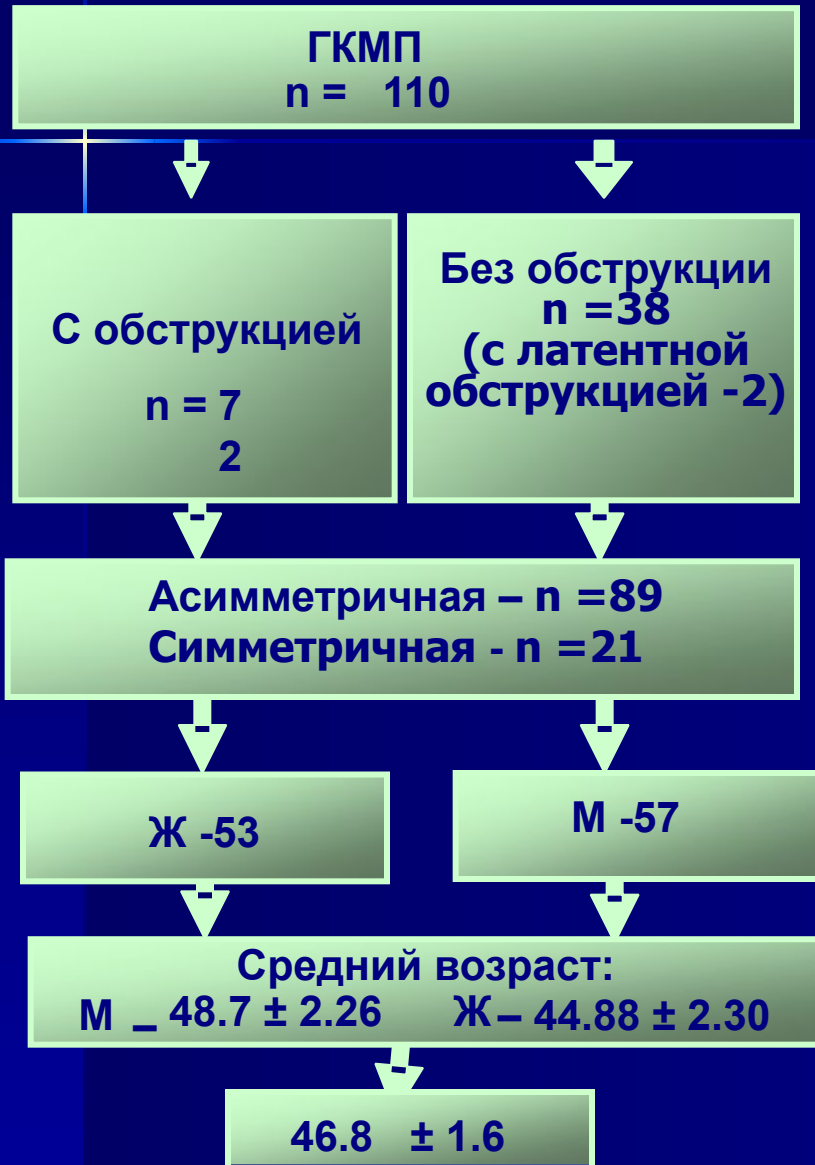 ГКМП
n = 110
С обструкцией
n = 7
2
Без обструкции
n =38
(с латентной
обструкцией -2)
Асимметричная – n =89
Симметричная - n =21
Ж -53
М -57
Средний возраст:
М – 48.7 ± 2.26 Ж – 44.88 ± 2.30
46.8 ± 1.6